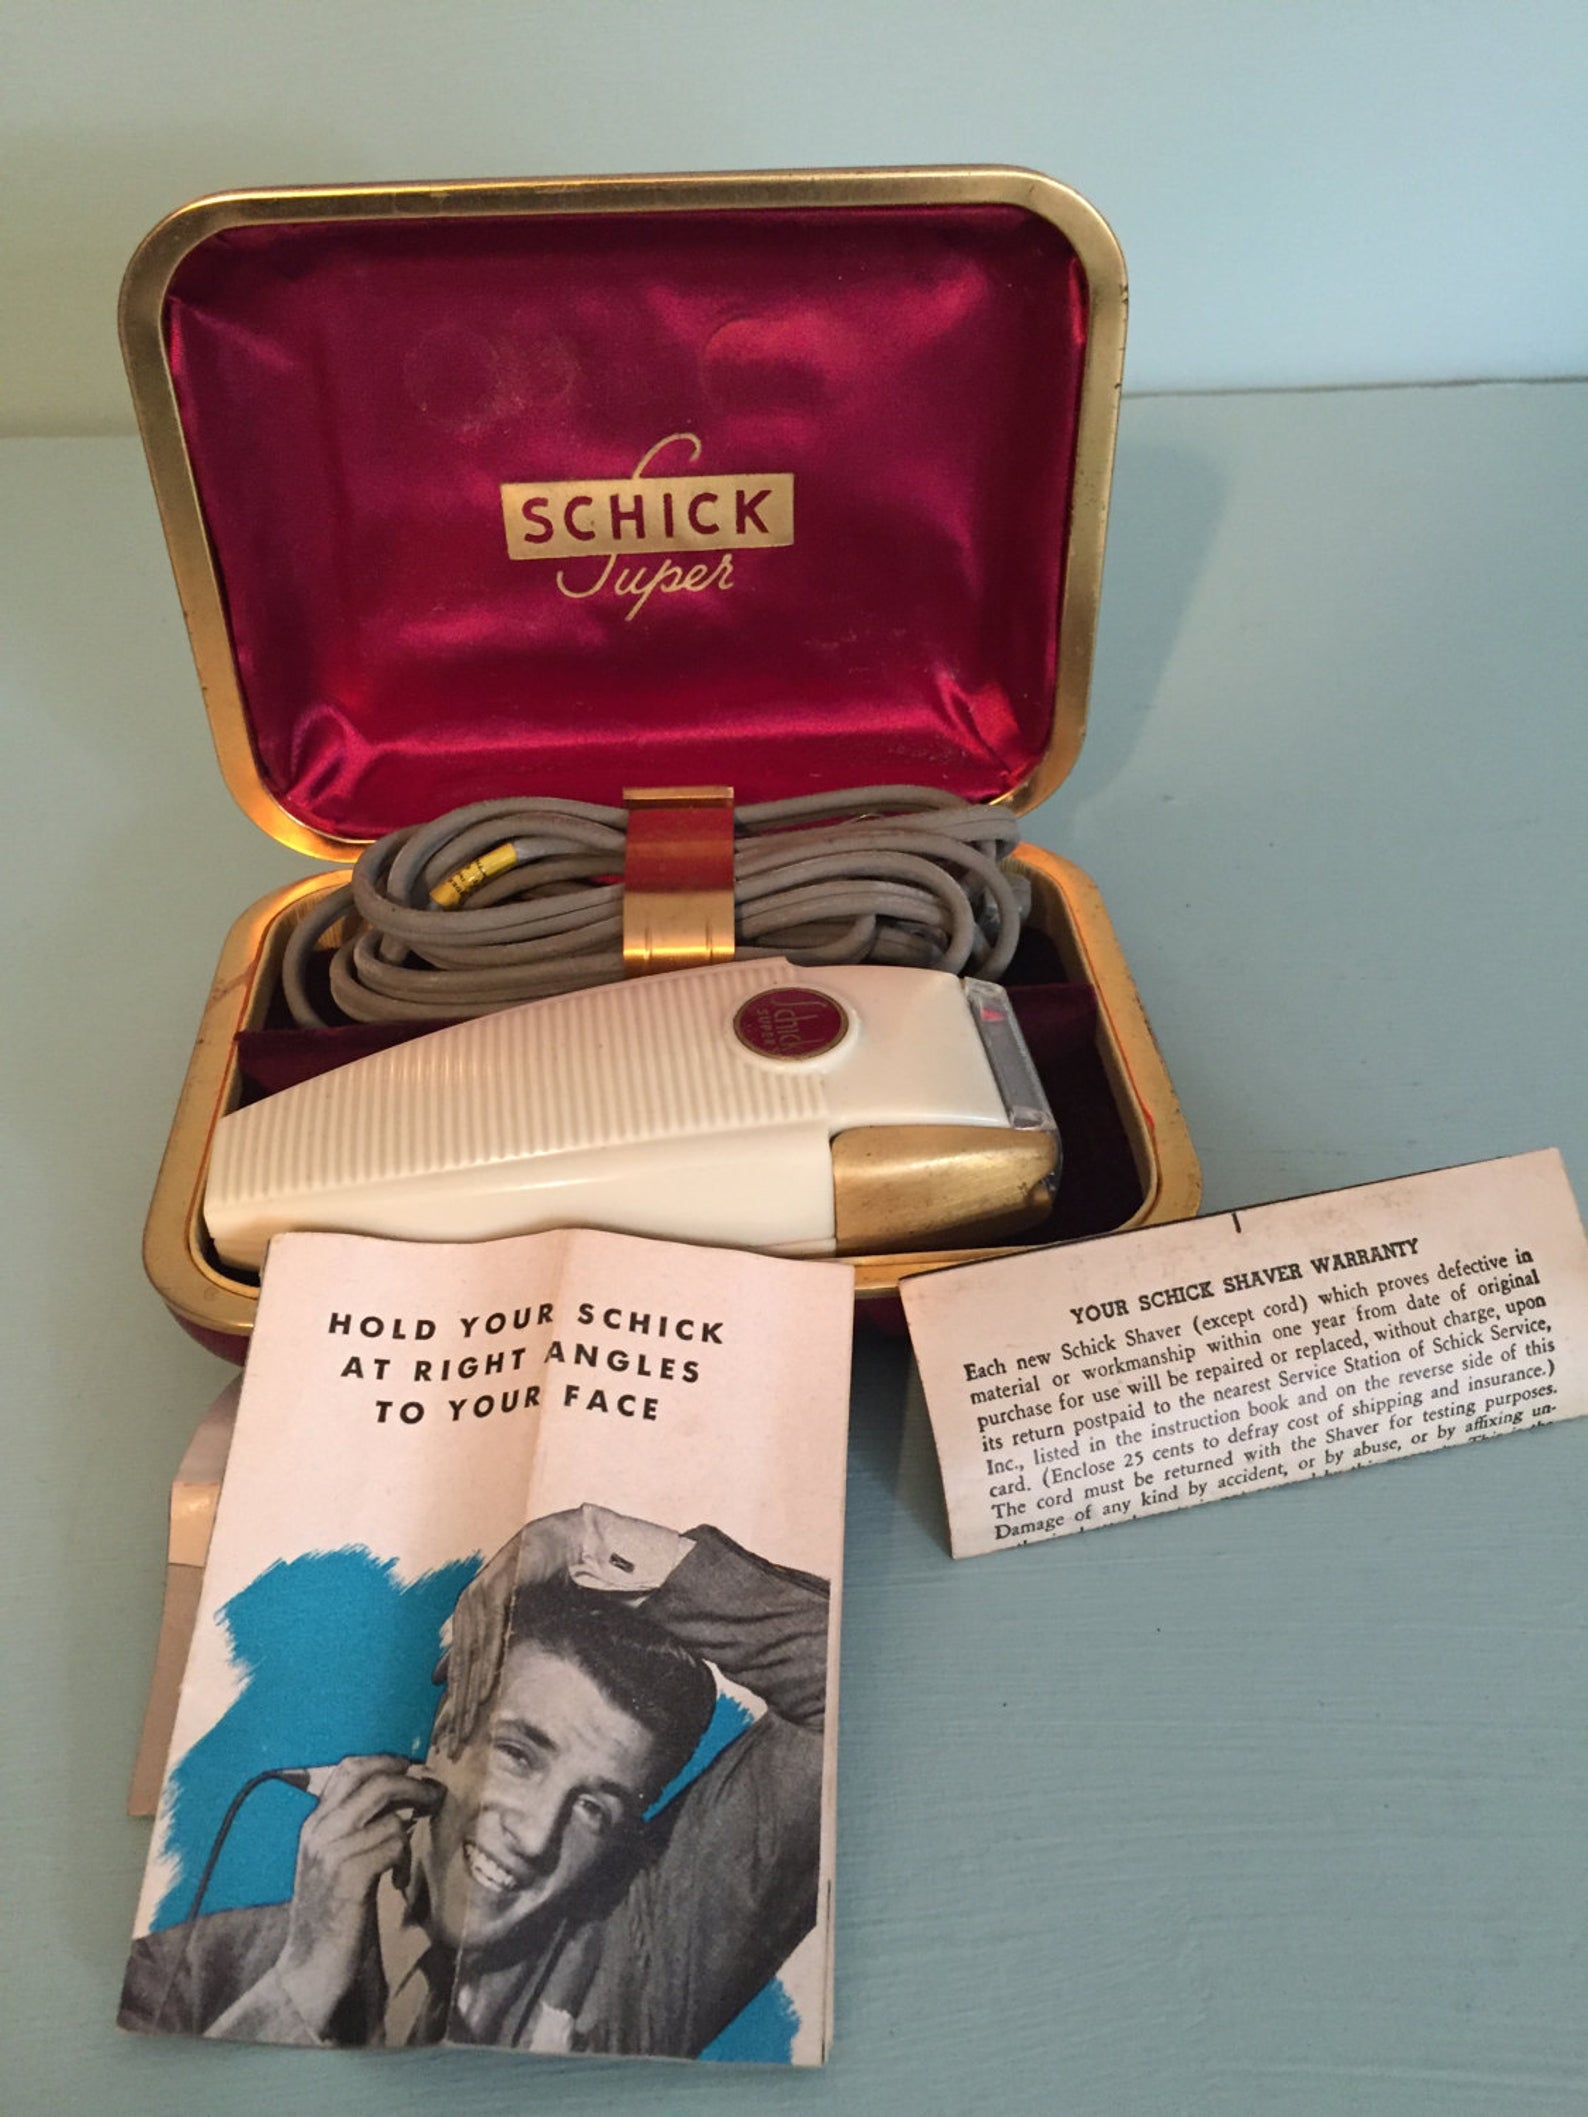 SCHICK
Super
Schick
SUPER
HOLD YOUR SCHICK
AT RIGHT ANGLES
TO YOUR FACE
YOUR SCHICK SHAVER WARRANTY
Each new Schick Shaver (except cord) which proves defective in
material or workmanship within one year from date of original
purchase for use will be repaired or replaced, without charge, upon
its return postpaid to the nearest Service Station of Schick Service,
Inc., listed in the instruction book and on the reverse side of this
card. (Enclose 25 cents to defray cost of shipping and insurance.)
The cord must be returned with the Shaver for testing purposes.
Damage of any kind by accident, or by abuse, or by affixing un-